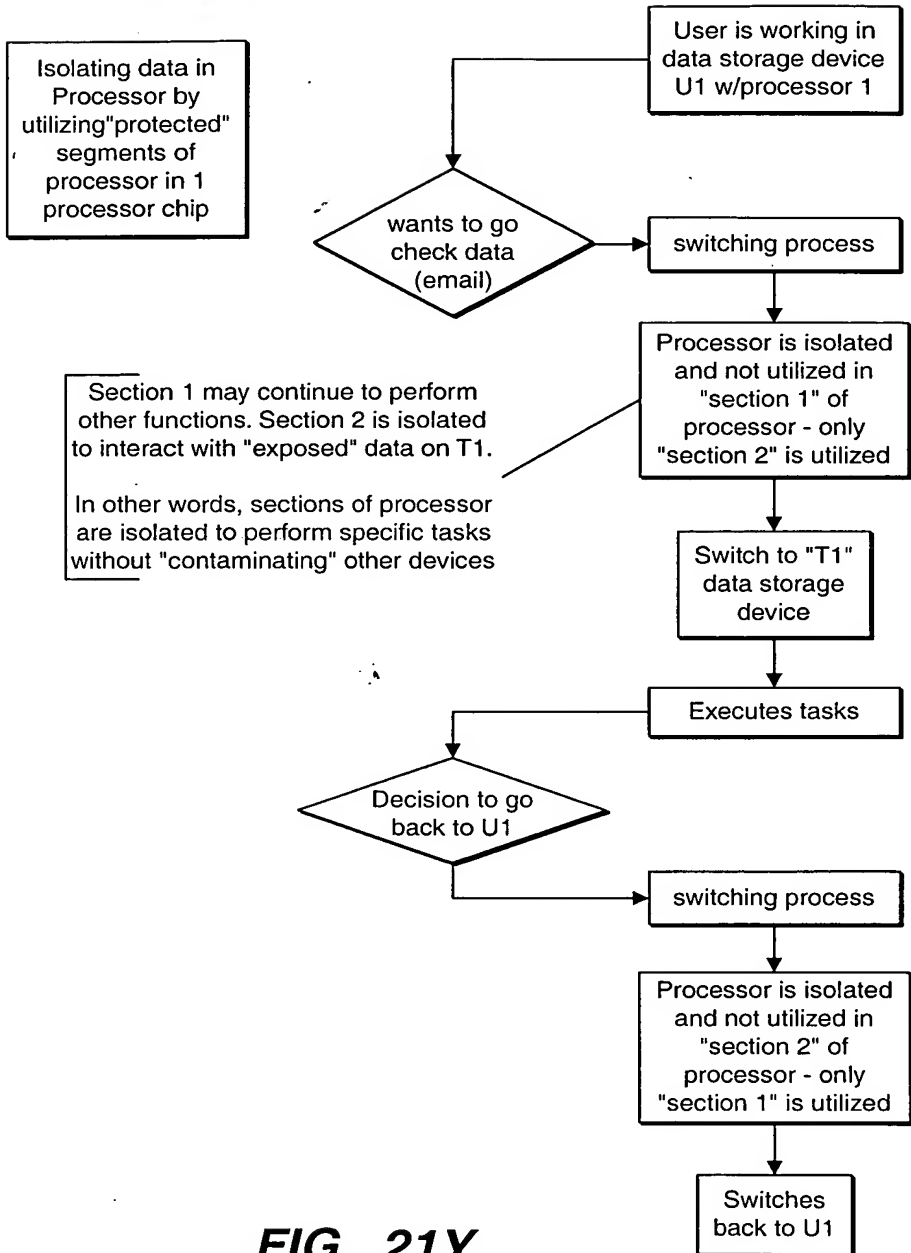 Isolating data in
Processor by
utilizing"protected"
segments of
processor in 1
processor chip
User is working in
data storage device
U1 w/processor 1
wants to go
check data
(email)
switching process
Processor is isolated
and not utilized in
"section 1" of
processor - only
"section 2" is utilized
Section 1 may continue to perform
other functions. Section 2 is isolated
to interact with "exposed" data on T1.
In other words, sections of processor
are isolated to perform specific tasks
without "contaminating" other devices
Switch to "T1"
data storage
device
Executes tasks
Decision to go
back to U1
switching process
Processor is isolated
and not utilized in
"section 2" of
processor - only
"section 1" is utilized
Switches
back to U1
FIG._21Y